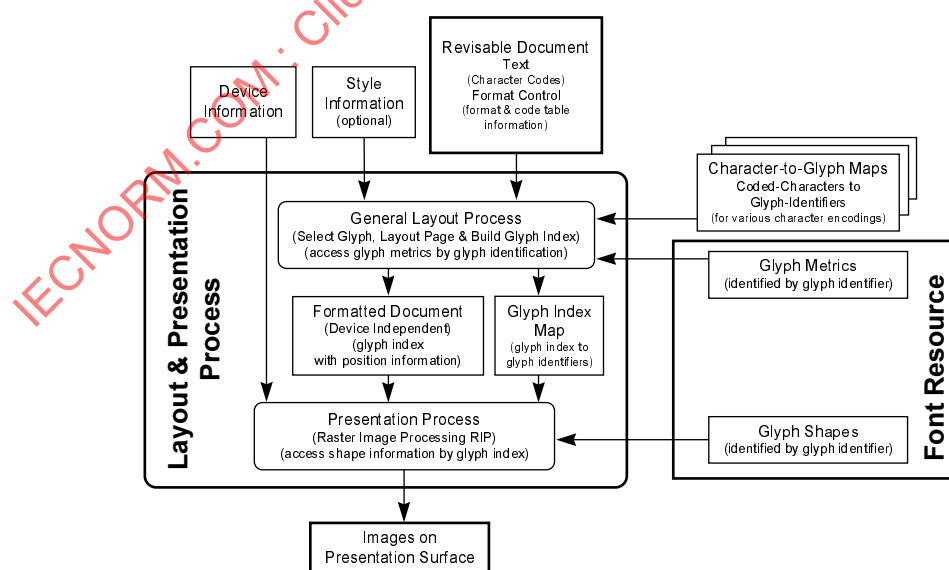 IECNORM.COM : Clic
Device
Information
Style
Information
(optional)
Revisable Document
Text
(Character Codes)
Format Control
(format & code table
information)
Character-to-Glyph Maps
Coded-Characters to
Glyph-Identifiers
(for various character encodings)
Layout & Presentation
Process
General Layout Process
(Select Glyph, Layout Page & Build Glyph Index)
(access glyph metrics by glyph identification)
Formatted Document
(Device Independent)
(glyph index
with position information)
Glyph Index
Map
(glyph index to
glyph identifiers)
Presentation Process
(Raster Image Processing RIP)
(access shape information by glyph index)
Font Resource
Glyph Metrics
(identified by glyph identifier)
Glyph Shapes
(identified by glyph identifier)
Images on
Presentation Surface